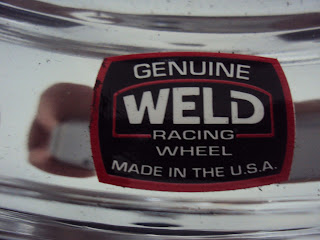 GENUINE
WELD
RACING
WHEEL
MADE IN THE U.S.A.